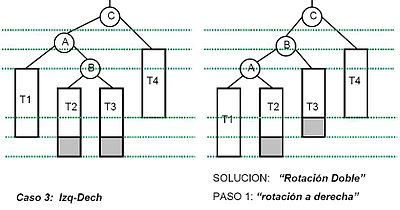 C
C
A
B
B
A
T1
T2
T3
T4
T1
T2
T3
T4
SOLUCION: “Rotación Doble”
Caso 3: Izq-Dech
PASO 1: “rotación a derecha”